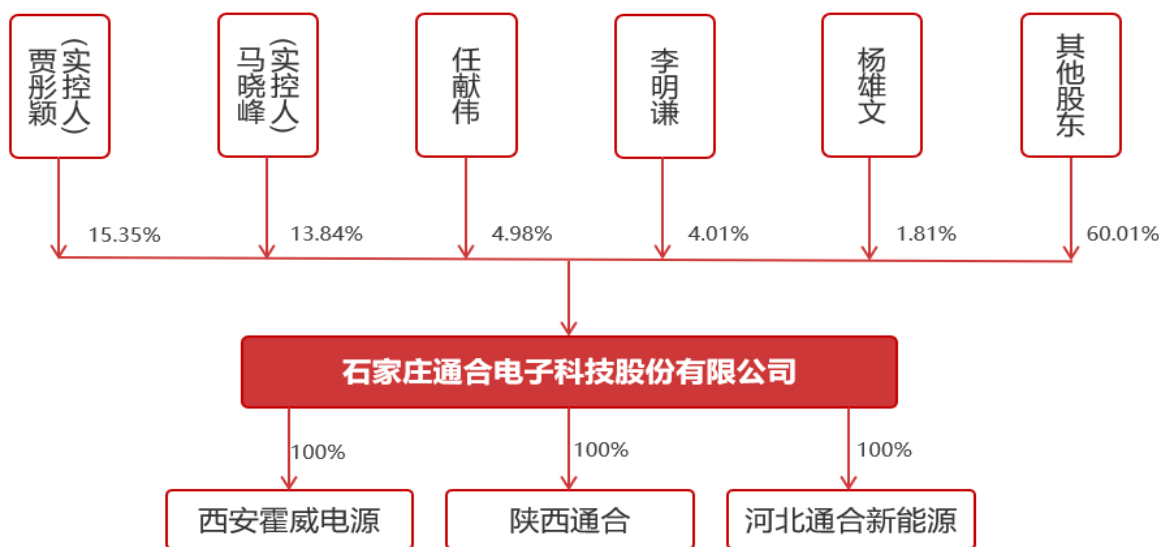 贾彤颖
(实控人)
马晓峰
(实控人)
任献伟
李明谦
杨雄文
其他股东
15.35%
13.84%
4.98%
4.01%
1.81%
60.01%
石家庄通合电子科技股份有限公司
100%
100%
100%
西安霍威电源
陕西通合
河北通合新能源